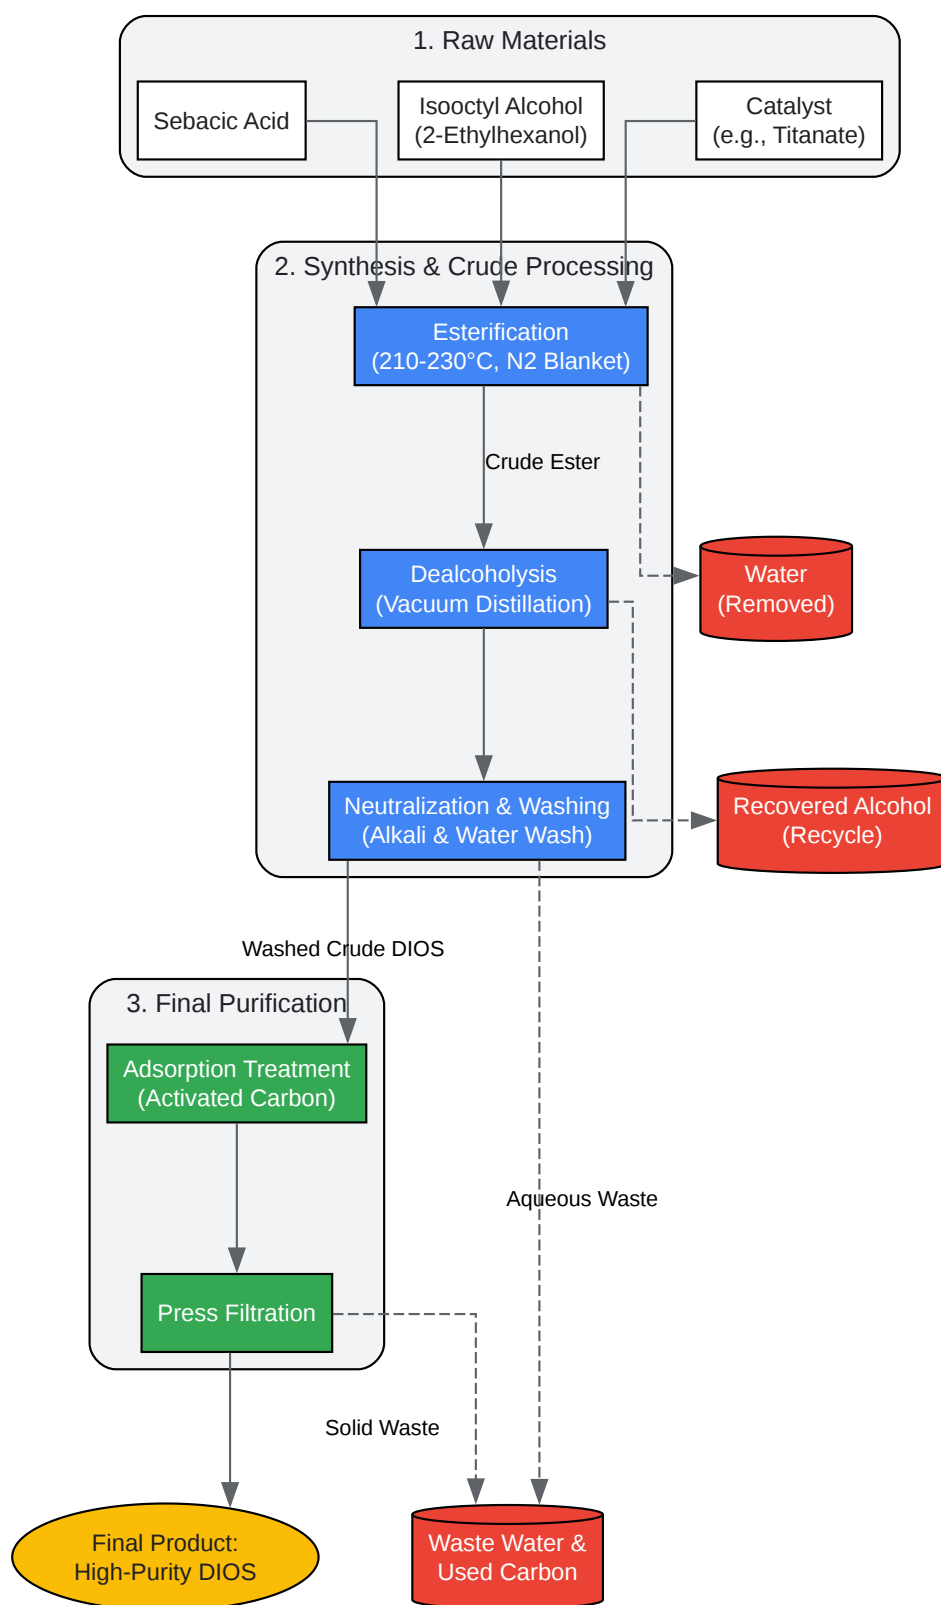 1. Raw Materials
Sebacic Acid
Isooctyl Alcohol
(2-Ethylhexanol)
Catalyst
(e.g., Titanate)
2. Synthesis & Crude Processing
Esterification
(210-230°C, N2 Blanket)
Crude Ester
Dealcoholysis
(Vacuum Distillation)
Water
(Removed)
Neutralization & Washing
(Alkali & Water Wash)
Recovered Alcohol
(Recycle)
Washed Crude DIOS
3. Final Purification
Adsorption Treatment
(Activated Carbon)
Aqueous Waste
Press Filtration
Solid Waste
Final Product:
High-Purity DIOS
Waste Water &
Used Carbon